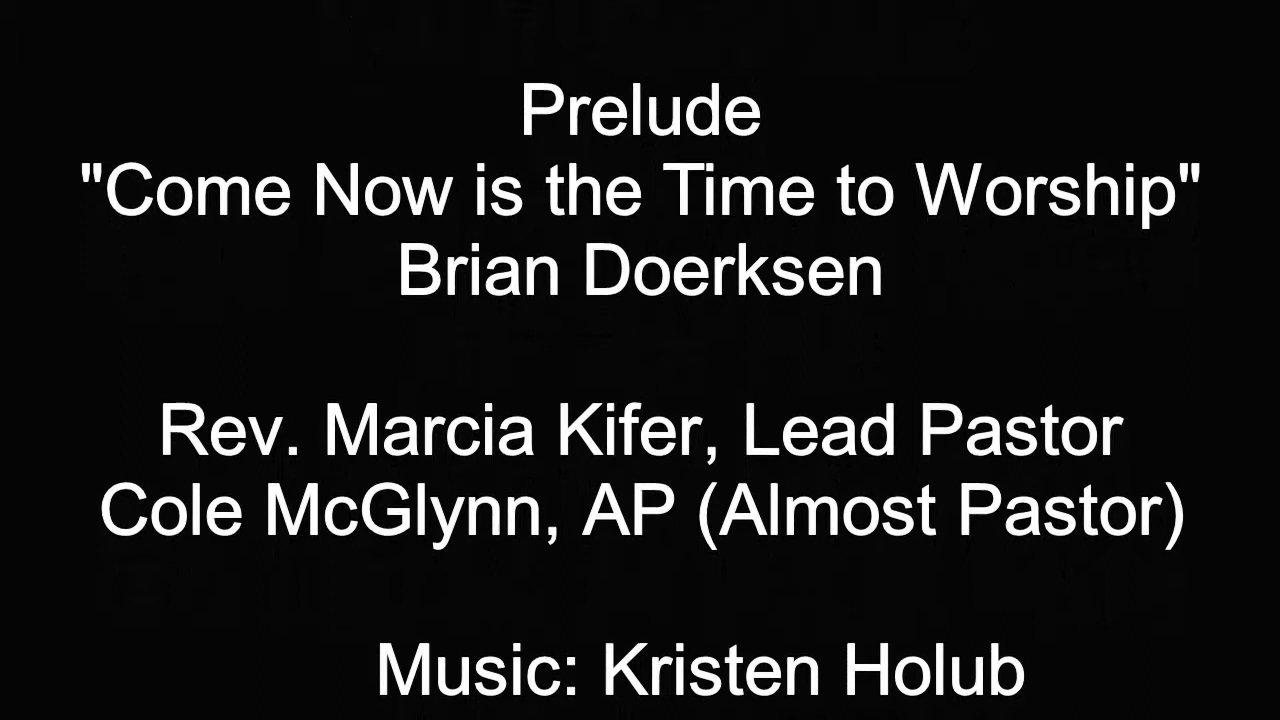 Prelude
"Come Now is the Time to Worship"
Brian Doerksen
Rev. Marcia Kifer, Lead Pastor
Cole McGlynn, AP (Almost Pastor)
Music: Kristen Holub